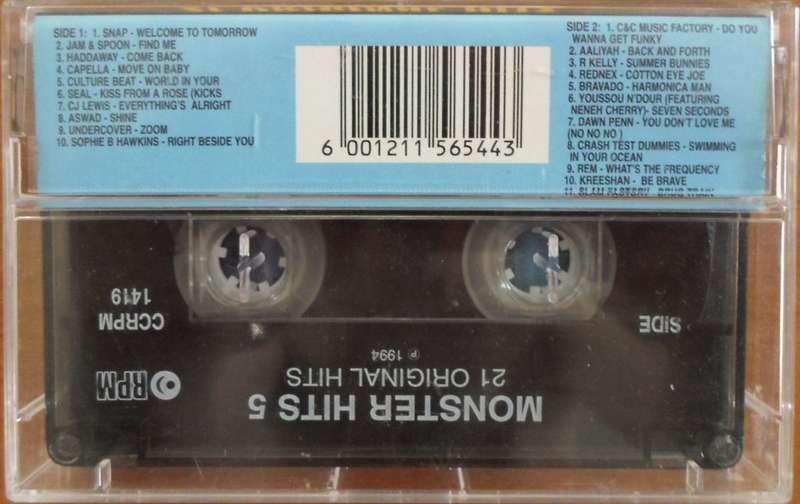 SIDE 1: 1. SNAP - WELCOME TO TOMORROW
2. JAM & SPOON - FIND ME
3. HADDAWAY - COME BACK
4. CAPELLA - MOVE ON BABY
5. CULTURE BEAT - WORLD IN YOUR
6. SEAL - KISS FROM A ROSE (KICKS
7. CJ LEWIS - EVERYTHING'S ALRIGHT
8. ASWAD - SHINE
9. UNDERCOVER - ZOOM
10. SOPHIE B HAWKINS - RIGHT BESIDE YOU
6 001211 565443
SIDE 2: 1. C&C MUSIC FACTORY - DO YOU
WANNA GET FUNKY
2. AALIYAH - BACK AND FORTH
3. R KELLY - SUMMER BUNNIES
4. REDNEX - COTTON EYE JOE
5. BRAVADO - HARMONICA MAN
6. YOUSSOU N'DOUR (FEATURING
NENEH CHERRY)- SEVEN SECONDS
7. DAWN PENN - YOU DON'T LOVE ME
(NO NO NO )
8. CRASH TEST DUMMIES - SWIMMING
IN YOUR OCEAN
9. REM - WHAT'S THE FREQUENCY
10. KREESHAN - BE BRAVE
11.
MONSTER HITS 5
21 ORIGINAL HITS
℗ 1994
RPM
SIDE
CCRPM
1419